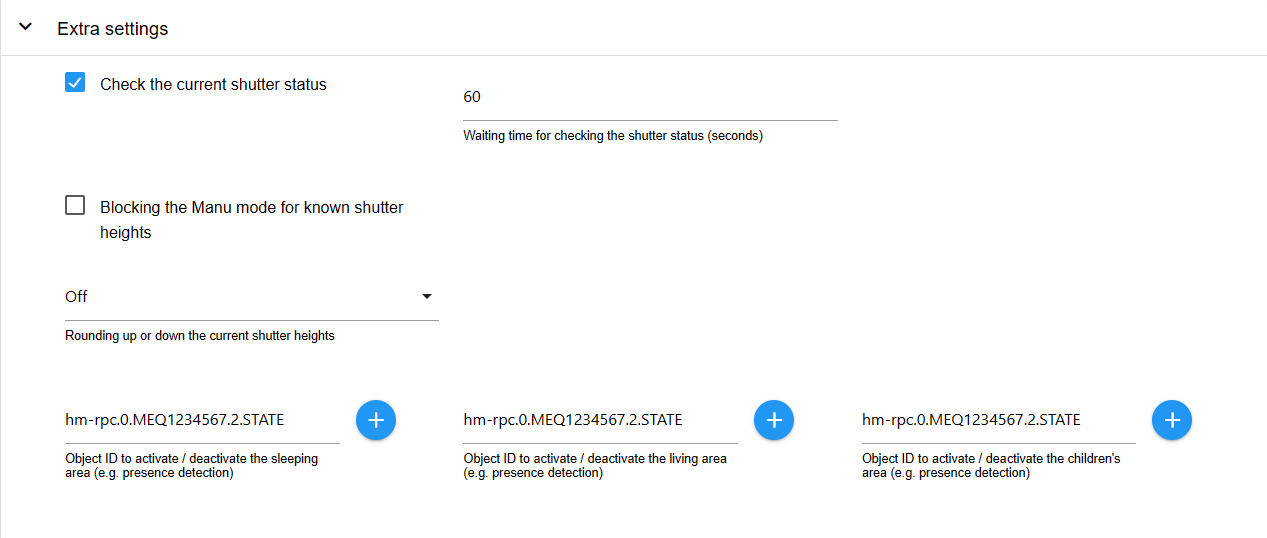 Extra settings
Check the current shutter status
60
Waiting time for checking the shutter status (seconds)
Blocking the Manu mode for known shutter
heights
Off
Rounding up or down the current shutter heights
hm-rpc.0.MEQ1234567.2.STATE
Object ID to activate / deactivate the sleeping
area (e.g. presence detection)
hm-rpc.0.MEQ1234567.2.STATE
Object ID to activate / deactivate the living area
(e.g. presence detection)
hm-rpc.0.MEQ1234567.2.STATE
Object ID to activate / deactivate the children's
area (e.g. presence detection)